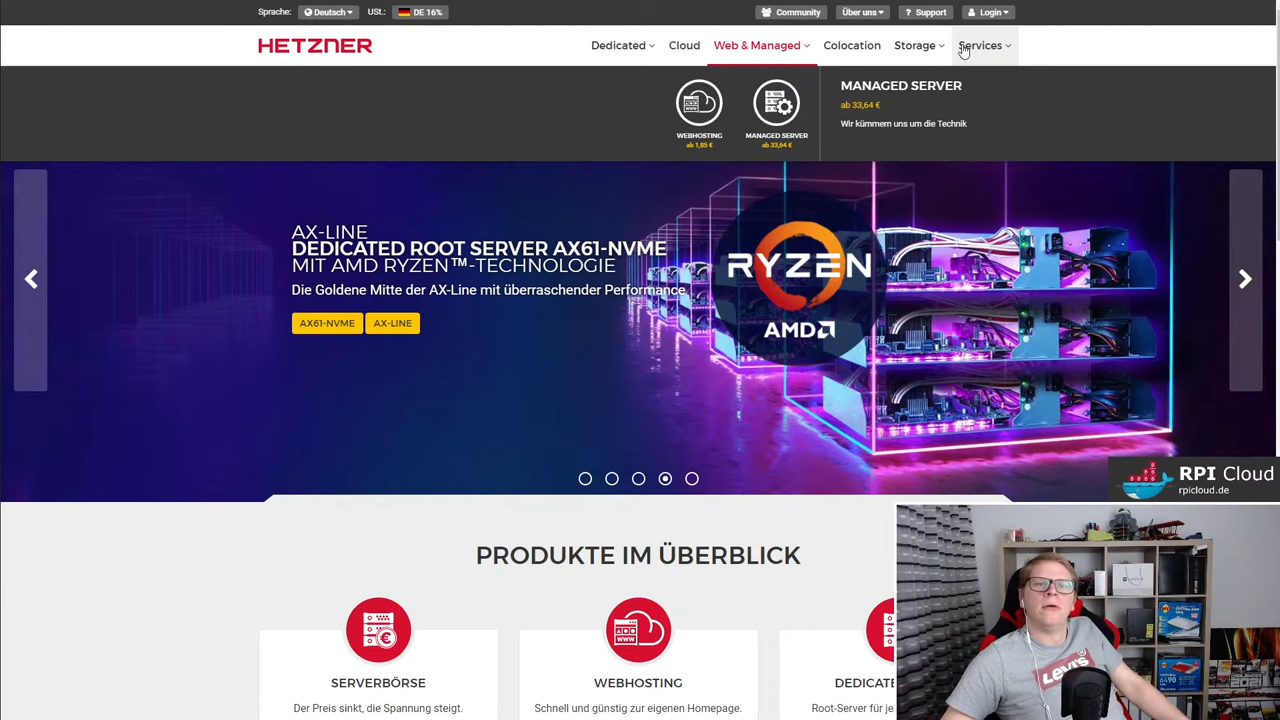 Sprache: Deutsch USt.: DE 16% Community Über uns Support Login
HETZNER Dedicated Cloud Web & Managed Colocation Storage Services
WEBHOSTING
ab 1,85 €
MANAGED SERVER
ab 33,64 €
MANAGED SERVER
ab 33,64 €
Wir kümmern uns um die Technik
AX-LINE
DEDICATED ROOT SERVER AX61-NVME
MIT AMD RYZEN™-TECHNOLOGIE
Die Goldene Mitte der AX-Line mit überraschender Performance
AX61-NVME AX-LINE
RYZEN
AMD
RPI Cloud
rpicloud.de
PRODUKTE IM ÜBERBLICK
SERVERBÖRSE
Der Preis sinkt, die Spannung steigt.
WWW
WEBHOSTING
Schnell und günstig zur eigenen Homepage.
DEDICATE
Root-Server für je
Levi's